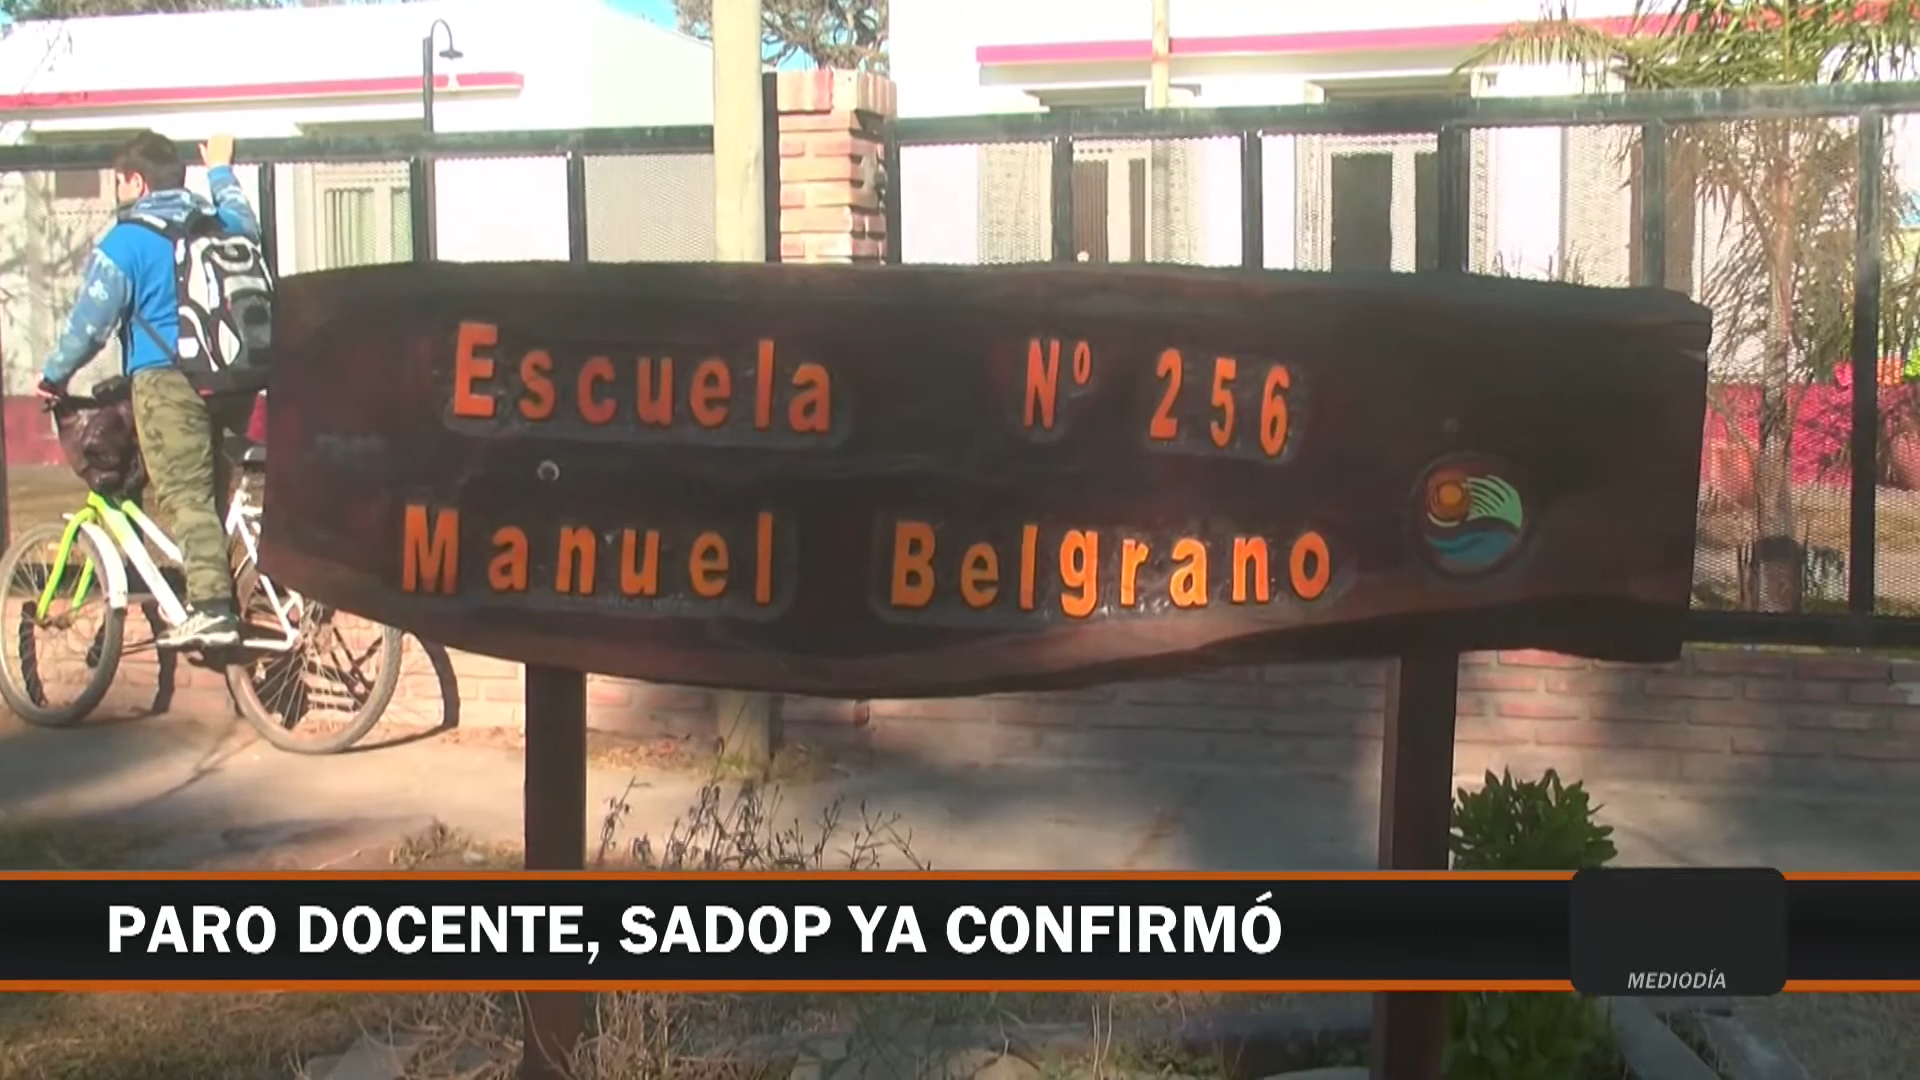 Escuela Nº 256
Manuel Belgrano
PARO DOCENTE, SADOP YA CONFIRMÓ
MEDIODÍA